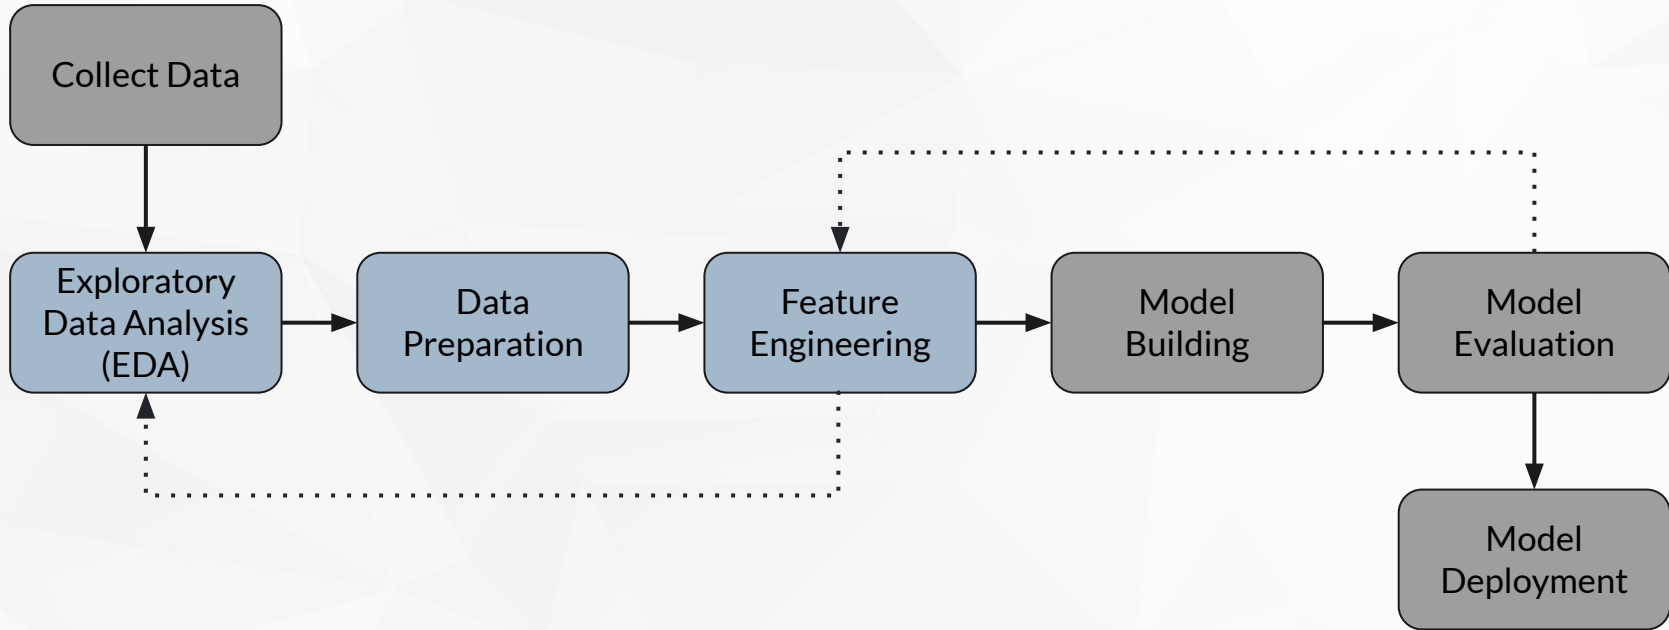 Collect Data
Exploratory
Data Analysis
(EDA)
Data
Preparation
Feature
Engineering
Model
Building
Model
Evaluation
Model
Deployment